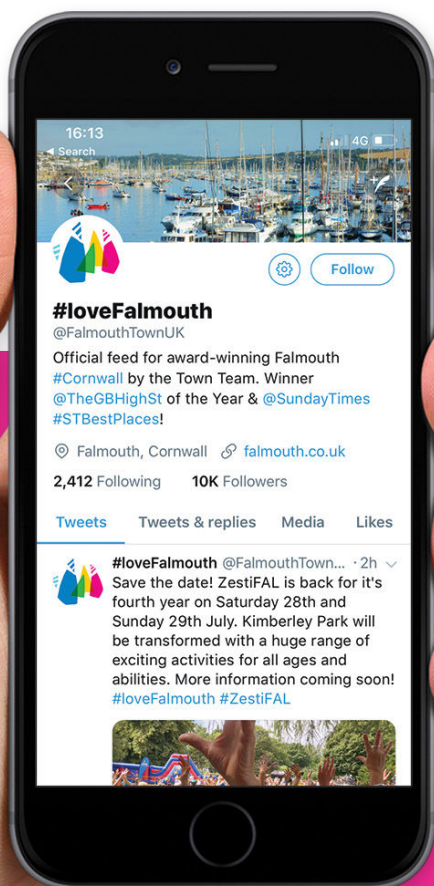 16:13
4G
Search
Follow
#loveFalmouth
@FalmouthTownUK
Official feed for award-winning Falmouth
#Cornwall by the Town Team. Winner
@TheGBHighSt of the Year & @SundayTimes
#STBestPlaces!
Falmouth, Cornwall falmouth.co.uk
2,412 Following 10K Followers
Tweets Tweets & replies Media Likes
#loveFalmouth @FalmouthTown... · 2h
Save the date! ZestiFAL is back for it's
fourth year on Saturday 28th and
Sunday 29th July. Kimberley Park will
be transformed with a huge range of
exciting activities for all ages and
abilities. More information coming soon!
#loveFalmouth #ZestiFAL